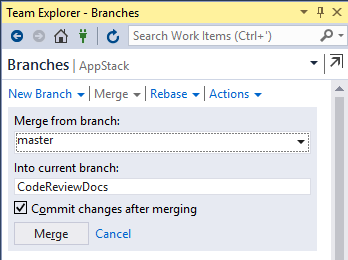 Team Explorer - Branches
Search Work Items (Ctrl+')
Branches | AppStack
New Branch | Merge | Rebase | Actions
Merge from branch:
master
Into current branch:
CodeReviewDocs
Commit changes after merging
Merge Cancel